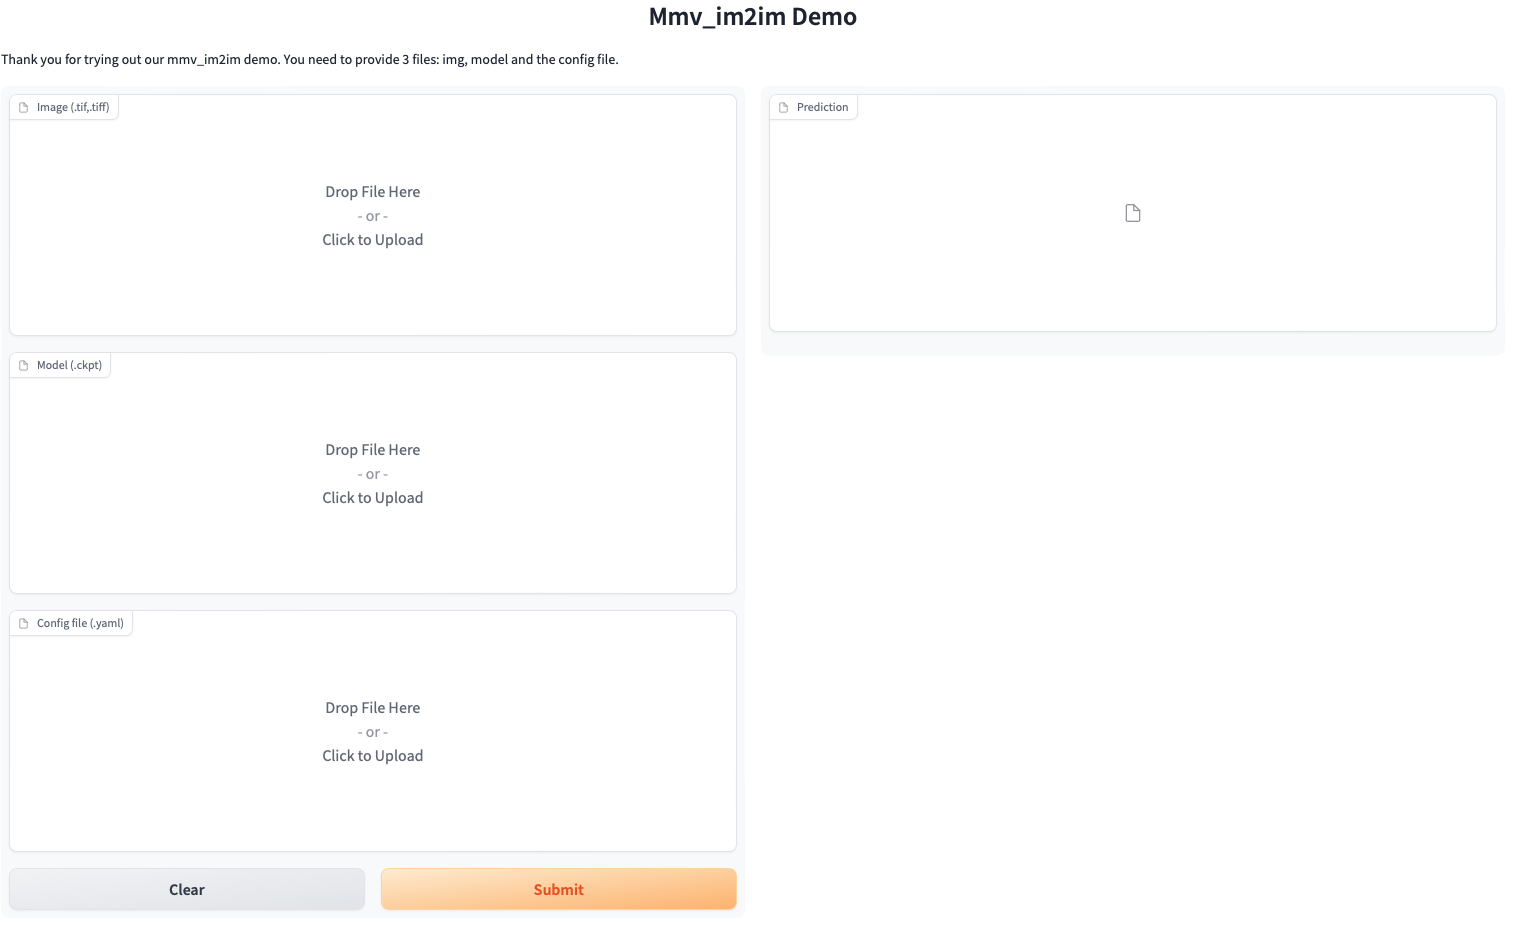 Mmv_im2im Demo
Thank you for trying out our mmv_im2im demo. You need to provide 3 files: img, model and the config file.
Image (.tif,.tiff)
Drop File Here
- or -
Click to Upload
Model (.ckpt)
Drop File Here
- or -
Click to Upload
Config file (.yaml)
Drop File Here
- or -
Click to Upload
Clear
Submit
Prediction